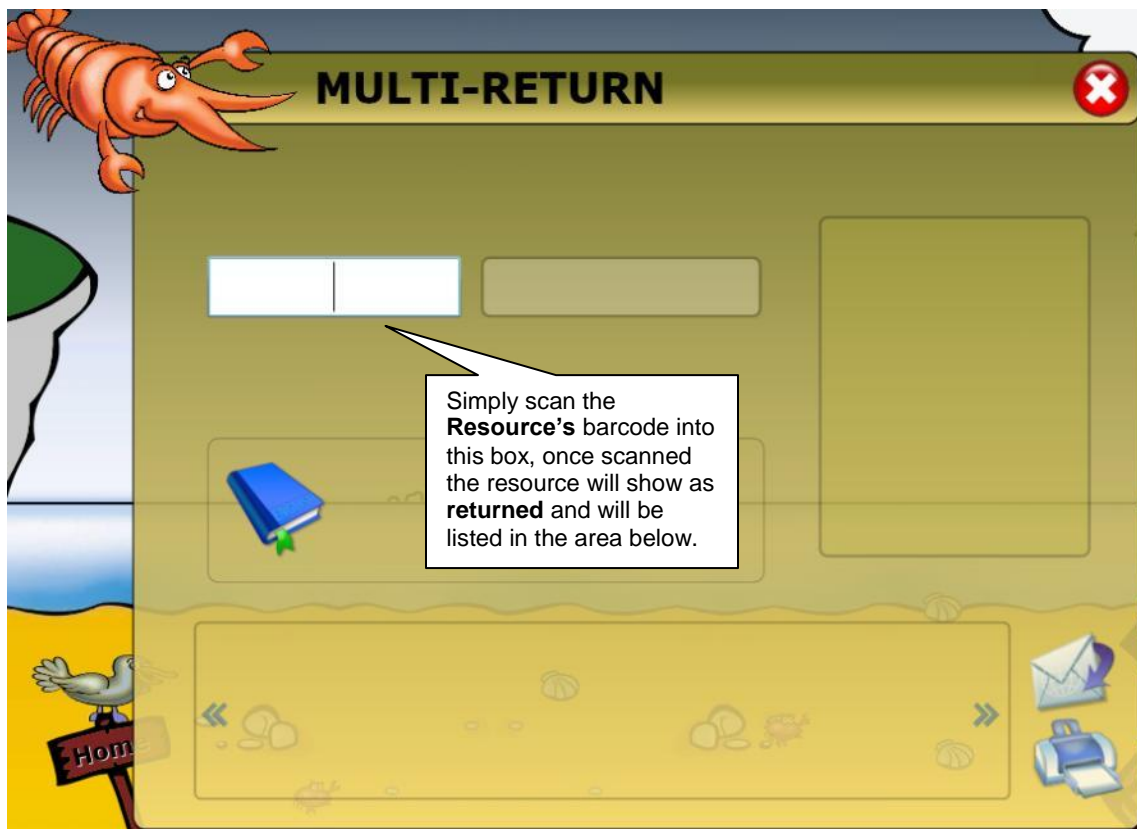 MULTI-RETURN
Simply scan the
Resource's barcode into
this box, once scanned
the resource will show as
returned and will be
listed in the area below.
Home